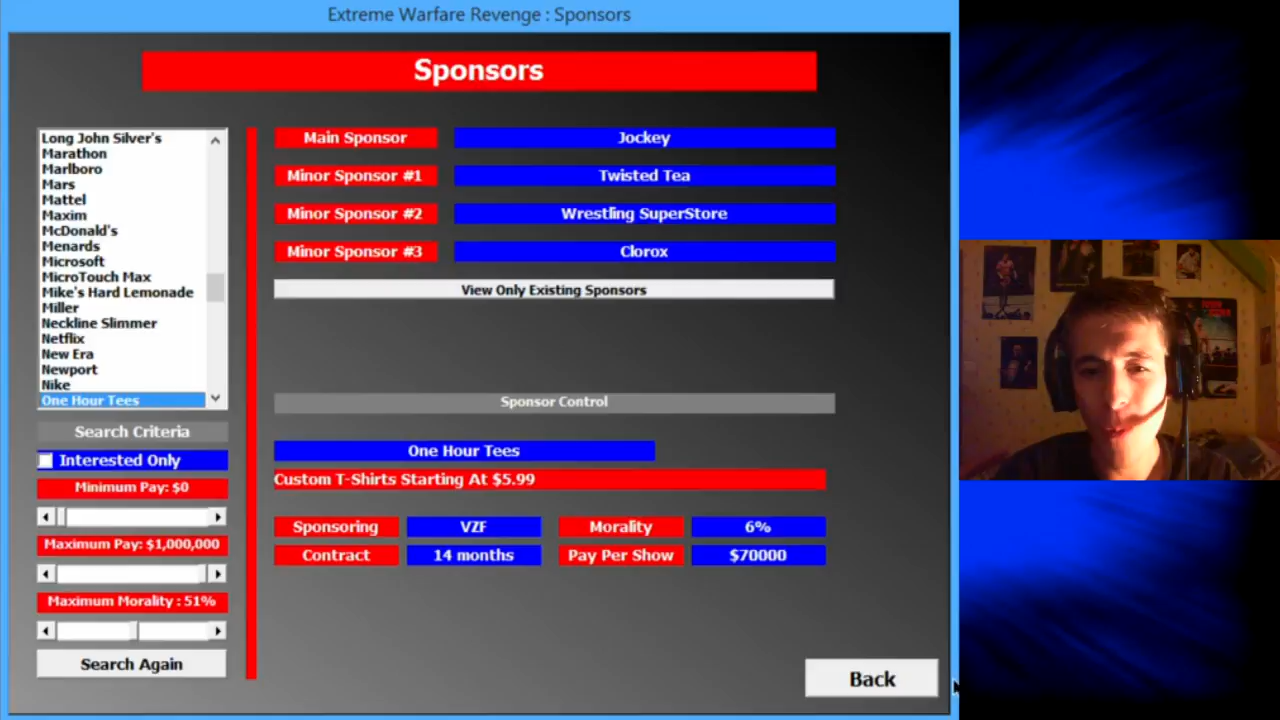 Extreme Warfare Revenge : Sponsors
Sponsors
Long John Silver's
Marathon
Marlboro
Mars
Mattel
Maxim
McDonald's
Menards
Microsoft
MicroTouch Max
Mike's Hard Lemonade
Miller
Neckline Slimmer
Netflix
New Era
Newport
Nike
One Hour Tees
Search Criteria
Interested Only
Minimum Pay: $0
Maximum Pay: $1,000,000
Maximum Morality : 51%
Search Again
Main Sponsor Jockey
Minor Sponsor #1 Twisted Tea
Minor Sponsor #2 Wrestling SuperStore
Minor Sponsor #3 Clorox
View Only Existing Sponsors
Sponsor Control
One Hour Tees
Custom T-Shirts Starting At $5.99
Sponsoring VZF Morality 6%
Contract 14 months Pay Per Show $70000
Back